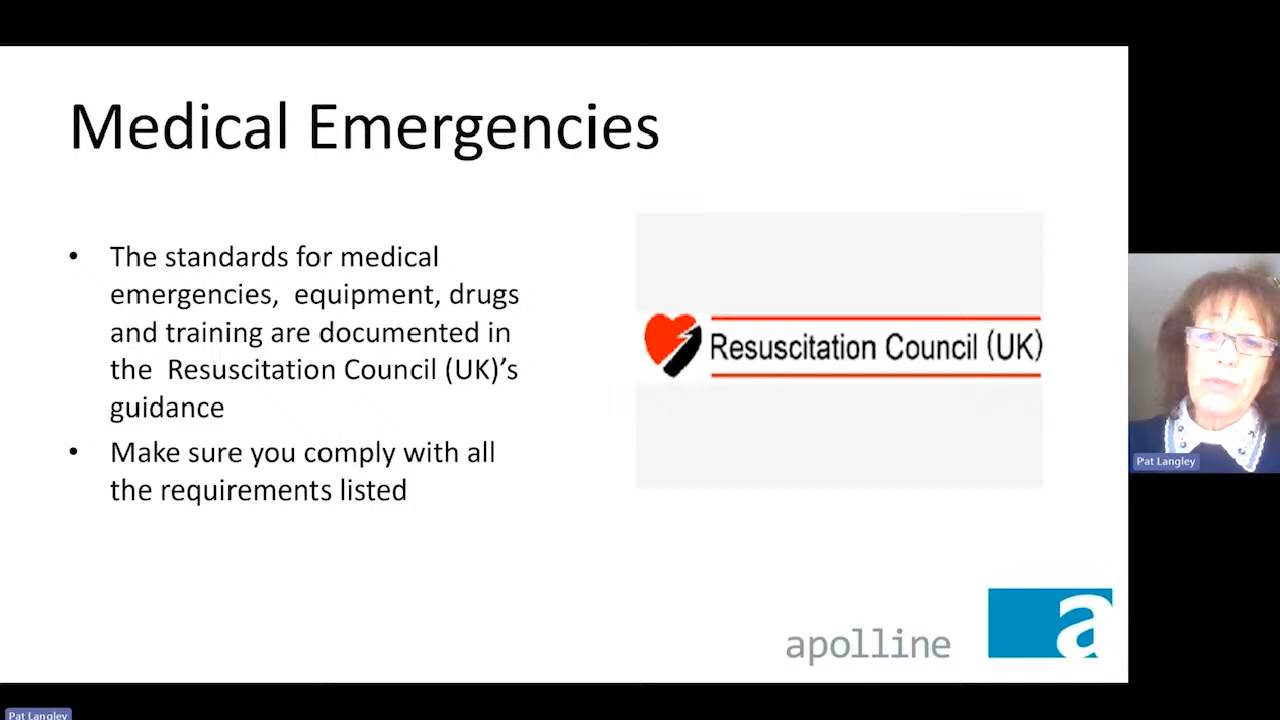 Medical Emergencies
• The standards for medical
emergencies,  equipment, drugs
and training are documented in
the  Resuscitation Council (UK)’s
guidance
• Make sure you comply with all
the requirements listed
Resuscitation Council (UK)
apolline
a
Pat Langley
Pat Langley